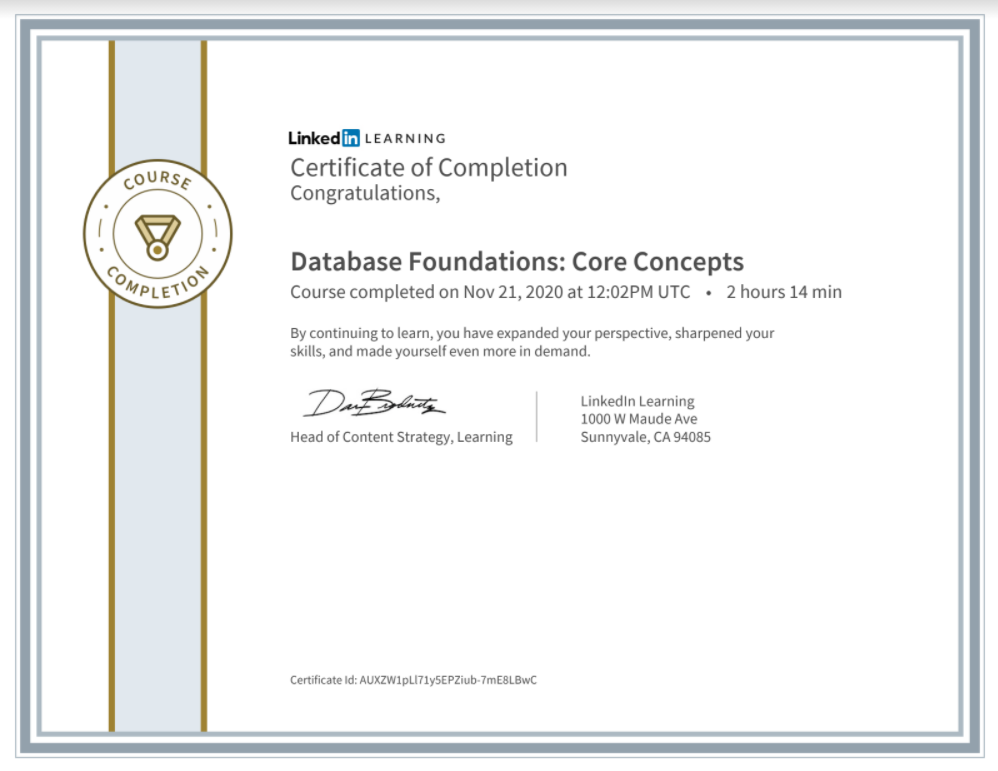 COURSE
COMPLETION
Linked in LEARNING
Certificate of Completion
Congratulations,
Database Foundations: Core Concepts
Course completed on Nov 21, 2020 at 12:02PM UTC • 2 hours 14 min
By continuing to learn, you have expanded your perspective, sharpened your
skills, and made yourself even more in demand.
Head of Content Strategy, Learning
LinkedIn Learning
1000 W Maude Ave
Sunnyvale, CA 94085
Certificate Id: AUXZW1pLl71y5EPZiub-7mE8LBwC